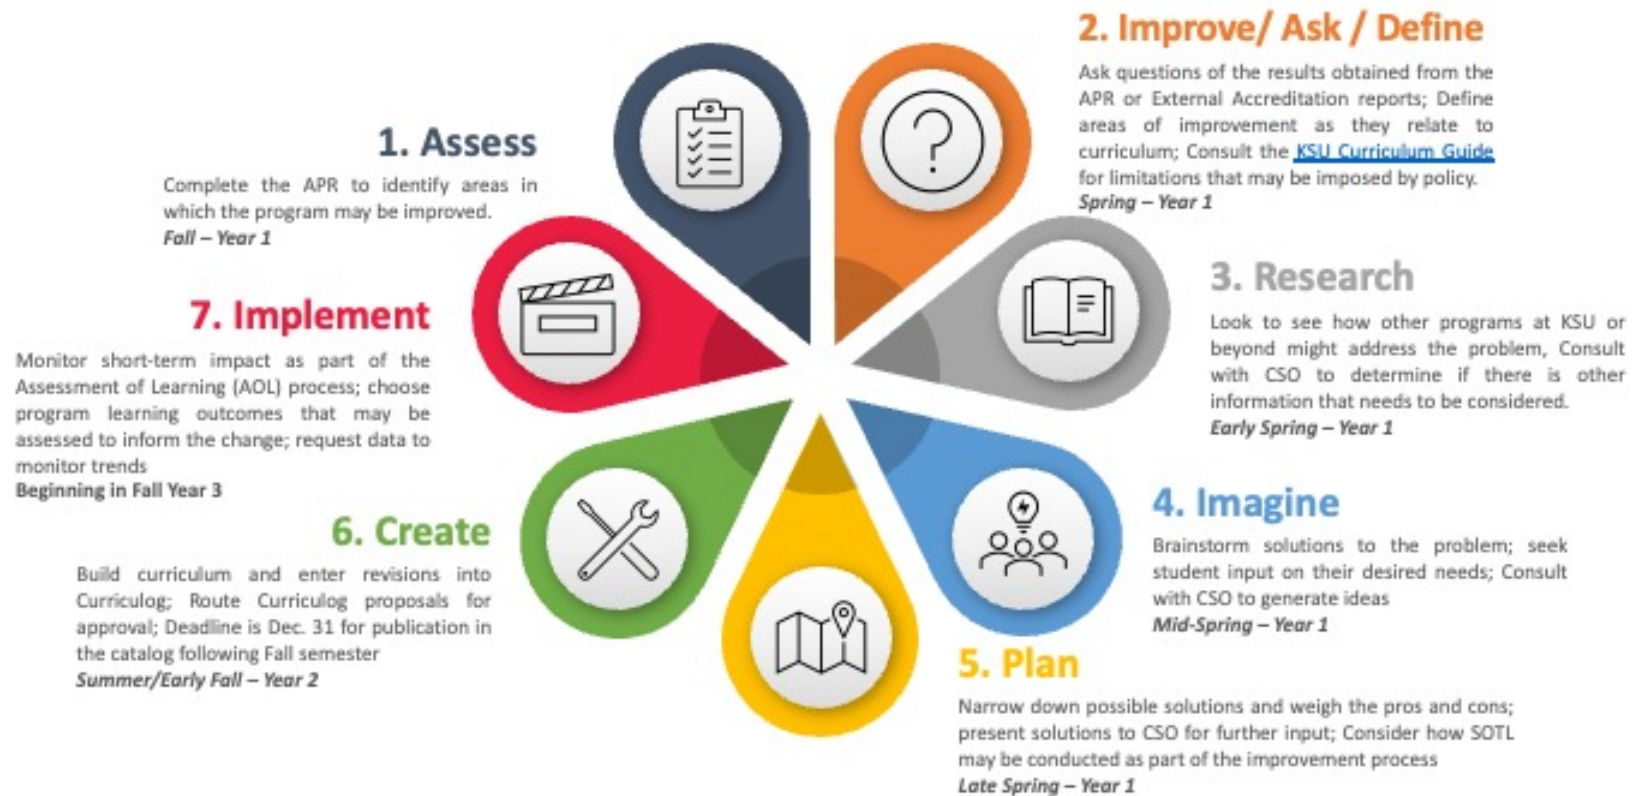 1. Assess
Complete the APR to identify areas in
which the program may be improved.
Fall – Year 1
2. Improve/ Ask / Define
Ask questions of the results obtained from the
APR or External Accreditation reports; Define
areas of improvement as they relate to
curriculum; Consult the KSU Curriculum Guide
for limitations that may be imposed by policy.
Spring – Year 1
3. Research
Look to see how other programs at KSU or
beyond might address the problem, Consult
with CSO to determine if there is other
information that needs to be considered.
Early Spring – Year 1
4. Imagine
Brainstorm solutions to the problem; seek
student input on their desired needs; Consult
with CSO to generate ideas
Mid-Spring – Year 1
5. Plan
Narrow down possible solutions and weigh the pros and cons;
present solutions to CSO for further input; Consider how SOTL
may be conducted as part of the improvement process
Late Spring – Year 1
6. Create
Build curriculum and enter revisions into
Curriculog; Route Curriculog proposals for
approval; Deadline is Dec. 31 for publication in
the catalog following Fall semester
Summer/Early Fall – Year 2
7. Implement
Monitor short-term impact as part of the
Assessment of Learning (AOL) process; choose
program learning outcomes that may be
assessed to inform the change; request data to
monitor trends
Beginning in Fall Year 3